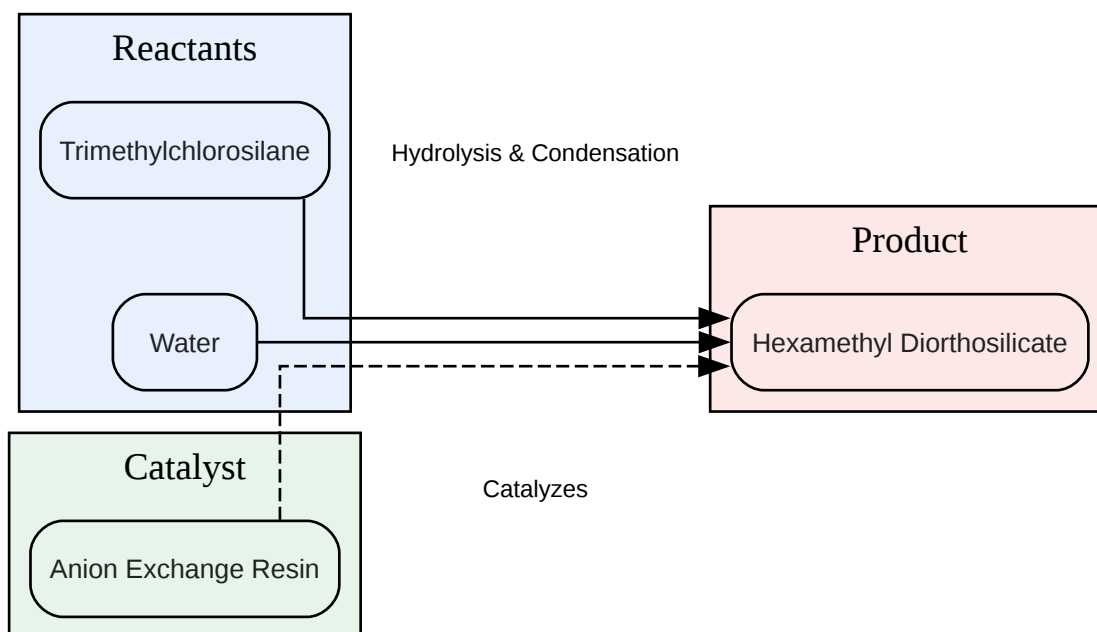 Reactants
Trimethylchlorosilane
Hydrolysis & Condensation
Product
Water
Hexamethyl Diorthosilicate
Catalyst
Catalyzes
Anion Exchange Resin